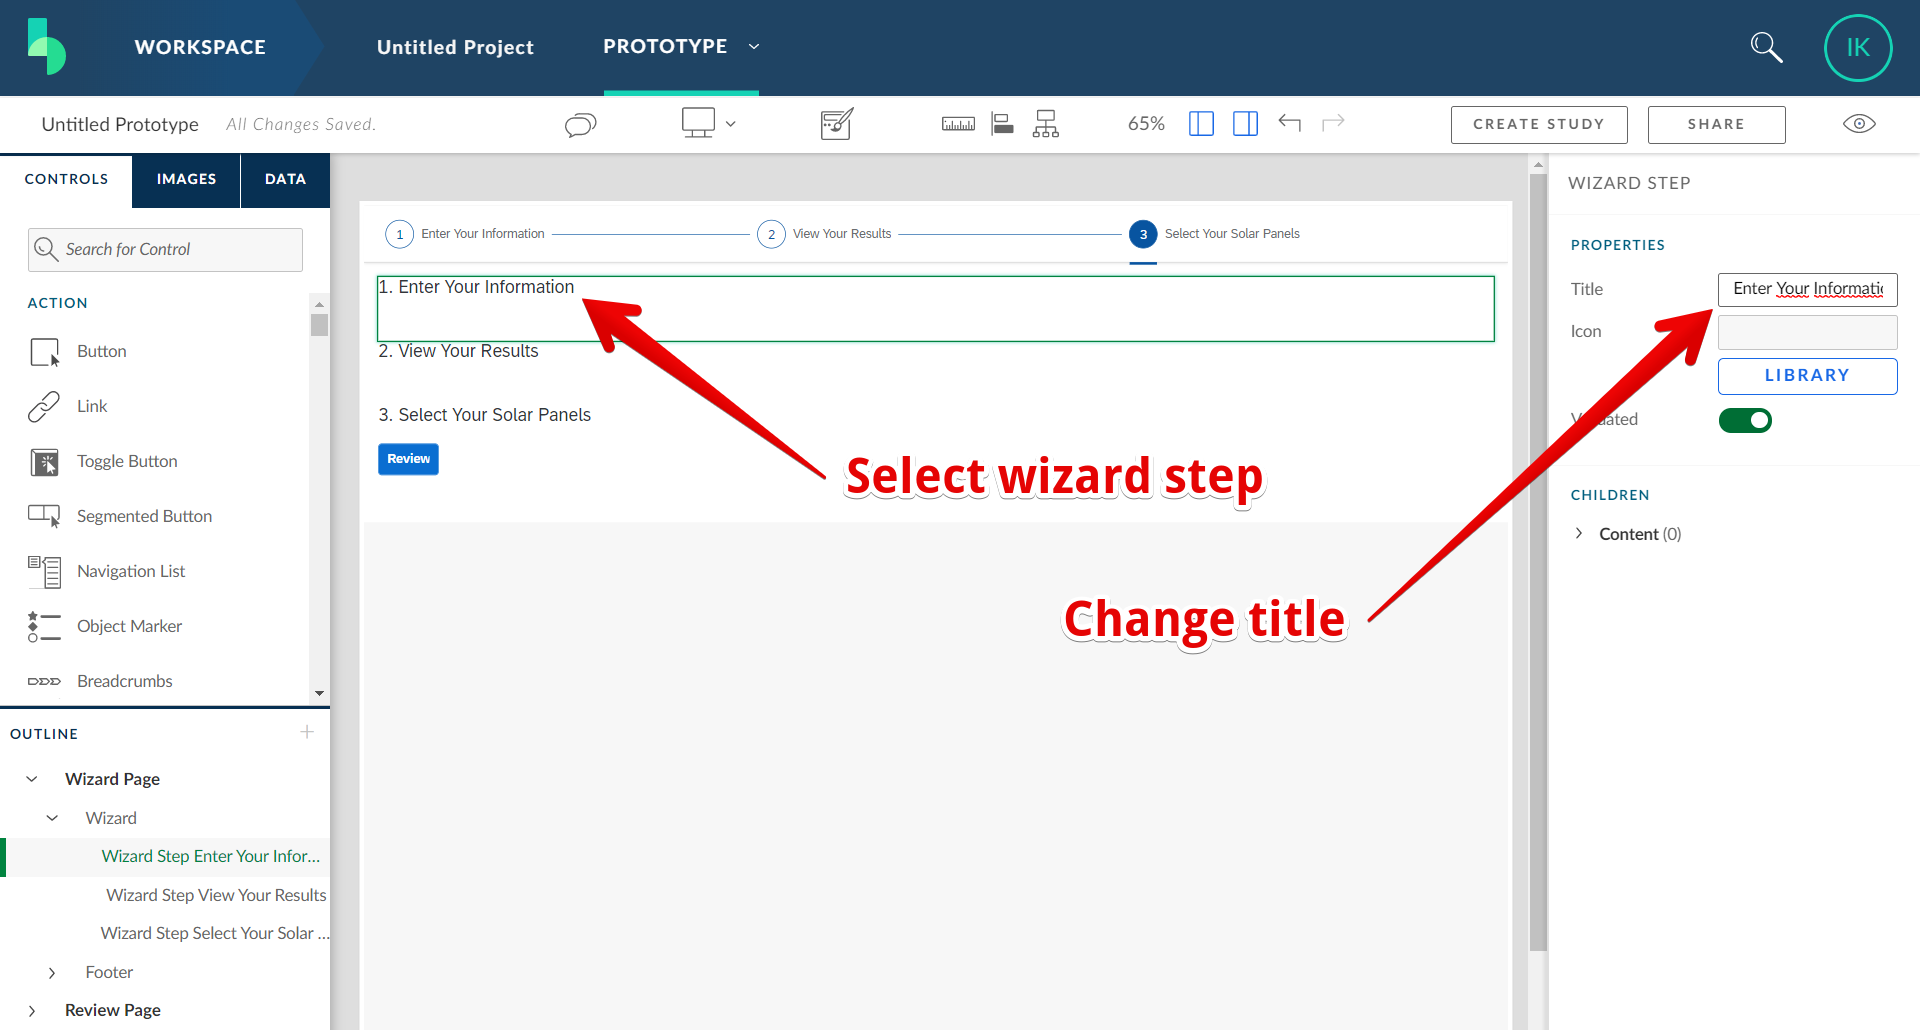 WORKSPACE
Untitled Project
PROTOTYPE
IK
Untitled Prototype
All Changes Saved.
65%
CREATE STUDY
SHARE
CONTROLS
IMAGES
DATA
Search for Control
ACTION
Button
Link
Toggle Button
Segmented Button
Navigation List
Object Marker
Breadcrumbs
OUTLINE
Wizard Page
Wizard
Wizard Step Enter Your Infor...
Wizard Step View Your Results
Wizard Step Select Your Solar ...
Footer
Review Page
1 Enter Your Information
2 View Your Results
3 Select Your Solar Panels
1. Enter Your Information
2. View Your Results
3. Select Your Solar Panels
Review
Select wizard step
Change title
WIZARD STEP
PROPERTIES
Title
Enter Your Informati
Icon
LIBRARY
CHILDREN
Content (0)